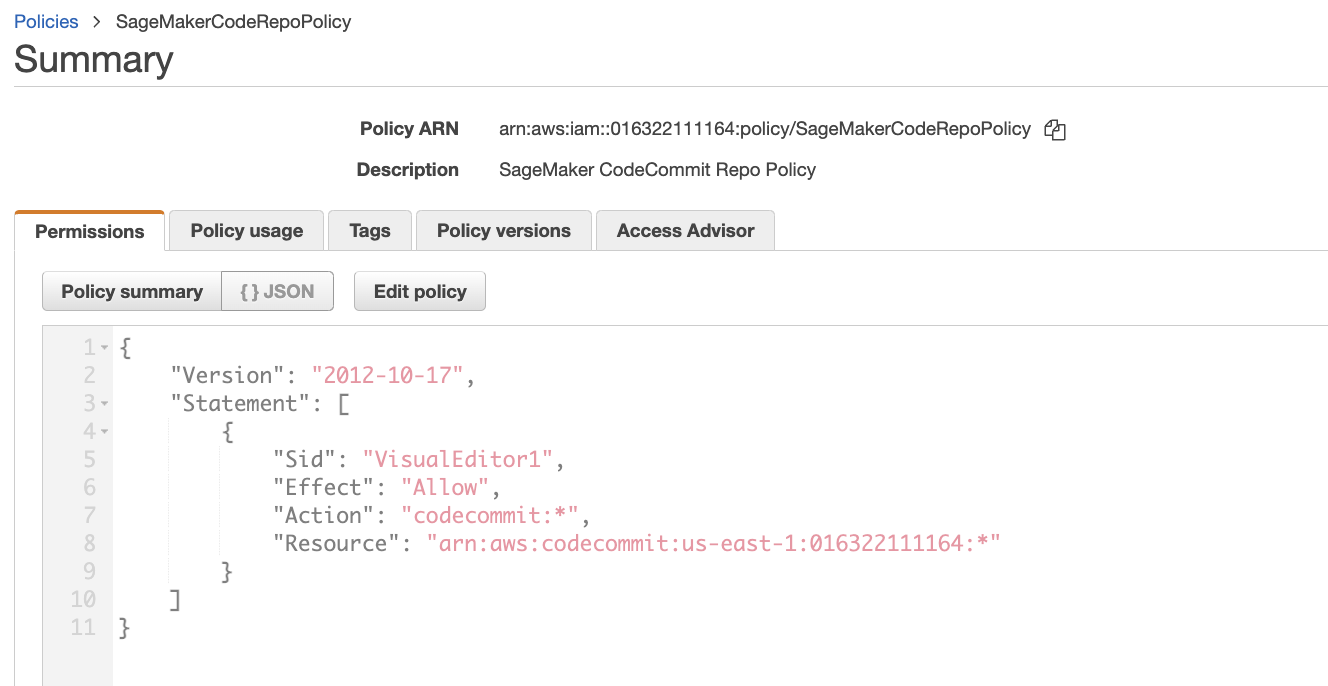 Policies > SageMakerCodeRepoPolicy
Summary
Policy ARN arn:aws:iam::016322111164:policy/SageMakerCodeRepoPolicy
Description SageMaker CodeCommit Repo Policy
Permissions Policy usage Tags Policy versions Access Advisor
Policy summary { } JSON Edit policy
1 {
2     "Version": "2012-10-17",
3     "Statement": [
4         {
5             "Sid": "VisualEditor1",
6             "Effect": "Allow",
7             "Action": "codecommit:*",
8             "Resource": "arn:aws:codecommit:us-east-1:016322111164:*"
9         }
10     ]
11 }